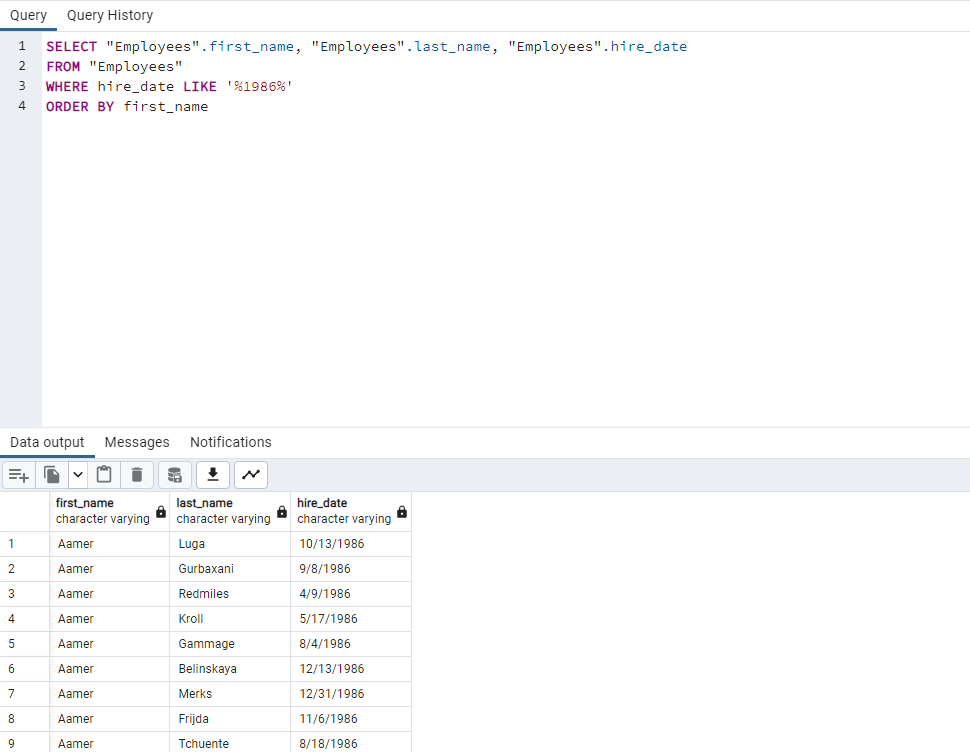 Query Query History
1 SELECT "Employees".first_name, "Employees".last_name, "Employees".hire_date
2 FROM "Employees"
3 WHERE hire_date LIKE '%1986%'
4 ORDER BY first_name
Data output Messages Notifications
first_name last_name hire_date
character varying character varying character varying
1 Aamer Luga 10/13/1986
2 Aamer Gurbaxani 9/8/1986
3 Aamer Redmiles 4/9/1986
4 Aamer Kroll 5/17/1986
5 Aamer Gammage 8/4/1986
6 Aamer Belinskaya 12/13/1986
7 Aamer Merks 12/31/1986
8 Aamer Frijda 11/6/1986
9 Aamer Tchuente 8/18/1986